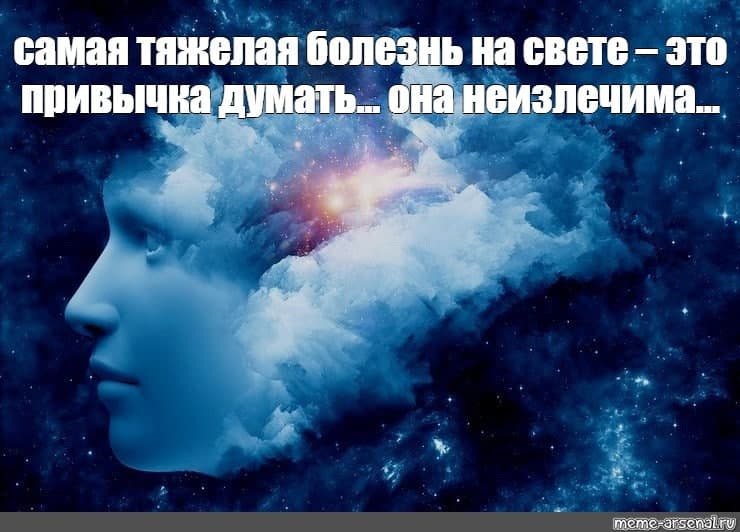 самая тяжелая болезнь на свете – это
привычка думать... она неизлечима...
meme-arsenal.ru